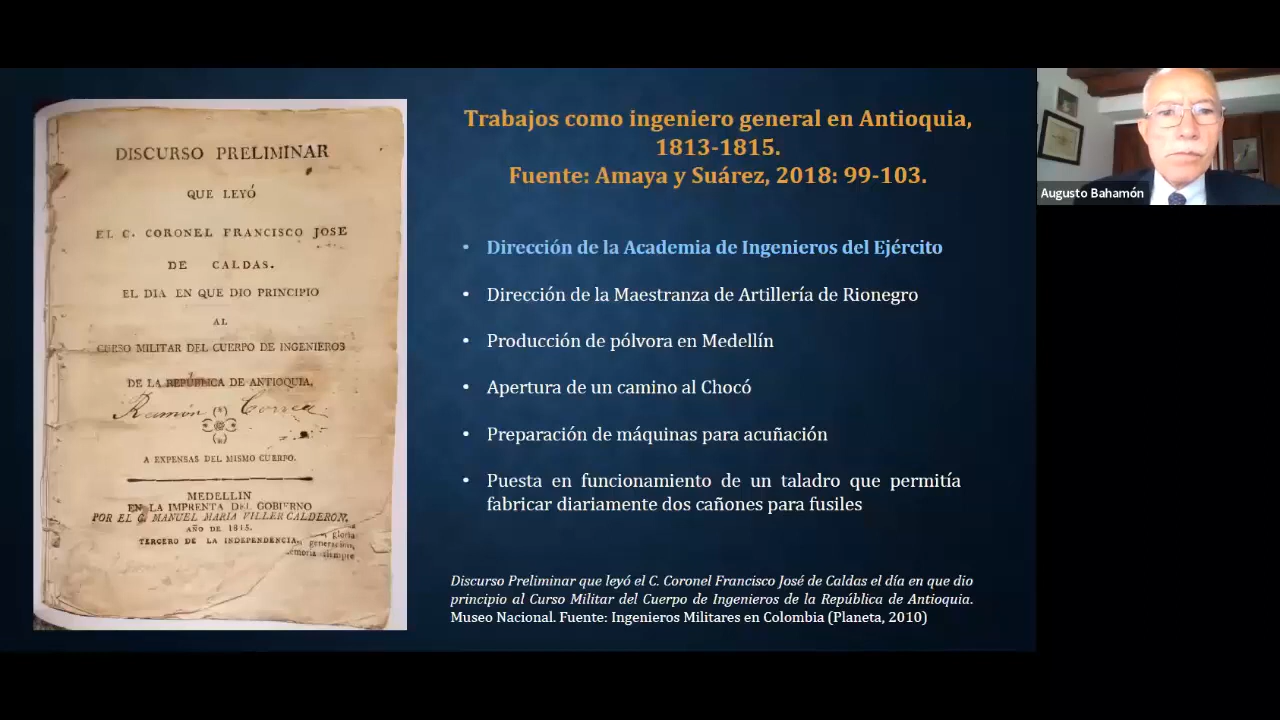 DISCURSO PRELIMINAR
QUE LEYÓ
EL C. CORONEL FRANCISCO JOSE
DE CALDAS.
EL DIA EN QUE DIO PRINCIPIO
AL
CURSO MILITAR DEL CUERPO DE INGENIEROS
DE LA REPÚBLICA DE ANTIOQUIA,
Ramón Correa
A EXPENSAS DEL MISMO CUERPO.
MEDELLIN
EN LA IMPRENTA DEL GOBIERNO
POR EL C. MANUEL MARIA VILLER CALDERON,
AÑO DE 1815.
TERCERO DE LA INDEPENDENCIA,
gloria
generacion,
siempre
Trabajos como ingeniero general en Antioquia,
1813-1815.
Fuente: Amaya y Suárez, 2018: 99-103.
• Dirección de la Academia de Ingenieros del Ejército
• Dirección de la Maestranza de Artillería de Rionegro
• Producción de pólvora en Medellín
• Apertura de un camino al Chocó
• Preparación de máquinas para acuñación
• Puesta en funcionamiento de un taladro que permitía
fabricar diariamente dos cañones para fusiles
Discurso Preliminar que leyó el C. Coronel Francisco José de Caldas el día en que dio
principio al Curso Militar del Cuerpo de Ingenieros de la República de Antioquia.
Museo Nacional. Fuente: Ingenieros Militares en Colombia (Planeta, 2010)
Augusto Bahamón